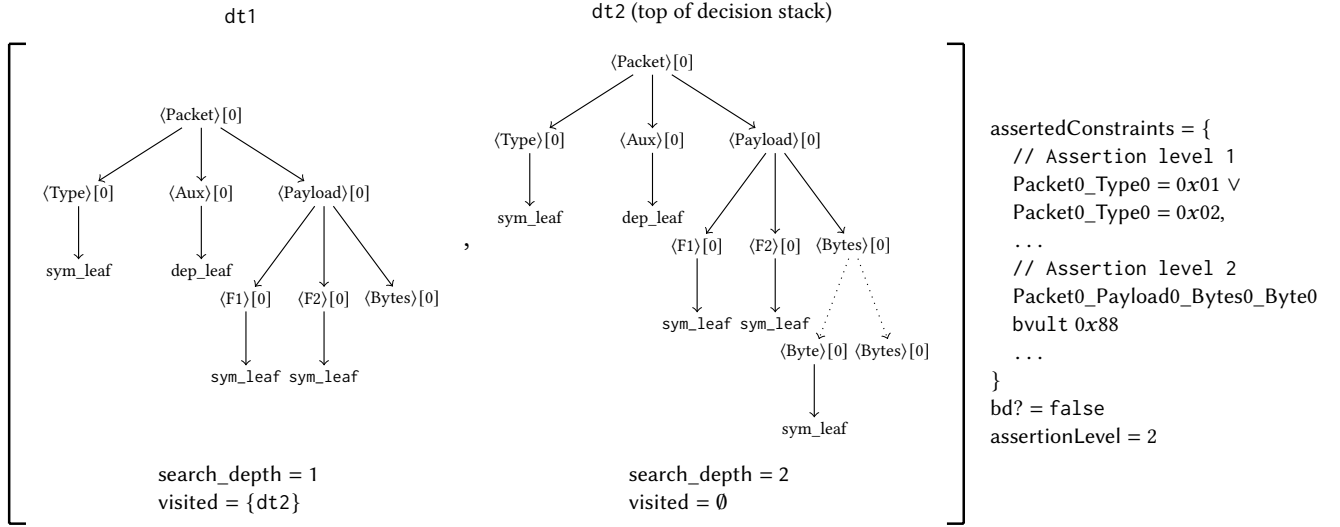 dt1
dt2 (top of decision stack)
⟨Packet⟩[0]
⟨Type⟩[0] ⟨Aux⟩[0] ⟨Payload⟩[0]
sym_leaf dep_leaf
⟨F1⟩[0] ⟨F2⟩[0] ⟨Bytes⟩[0]
sym_leaf sym_leaf
search_depth = 1
visited = {dt2}
,
⟨Packet⟩[0]
⟨Type⟩[0] ⟨Aux⟩[0] ⟨Payload⟩[0]
sym_leaf dep_leaf
⟨F1⟩[0] ⟨F2⟩[0] ⟨Bytes⟩[0]
sym_leaf sym_leaf
⟨Byte⟩[0] ⟨Bytes⟩[0]
sym_leaf
search_depth = 2
visited = ∅
assertedConstraints = {
// Assertion level 1
Packet0_Type0 = 0x01 ∨
Packet0_Type0 = 0x02,
...
// Assertion level 2
Packet0_Payload0_Bytes0_Byte0
bvult 0x88
...
}
bd? = false
assertionLevel = 2